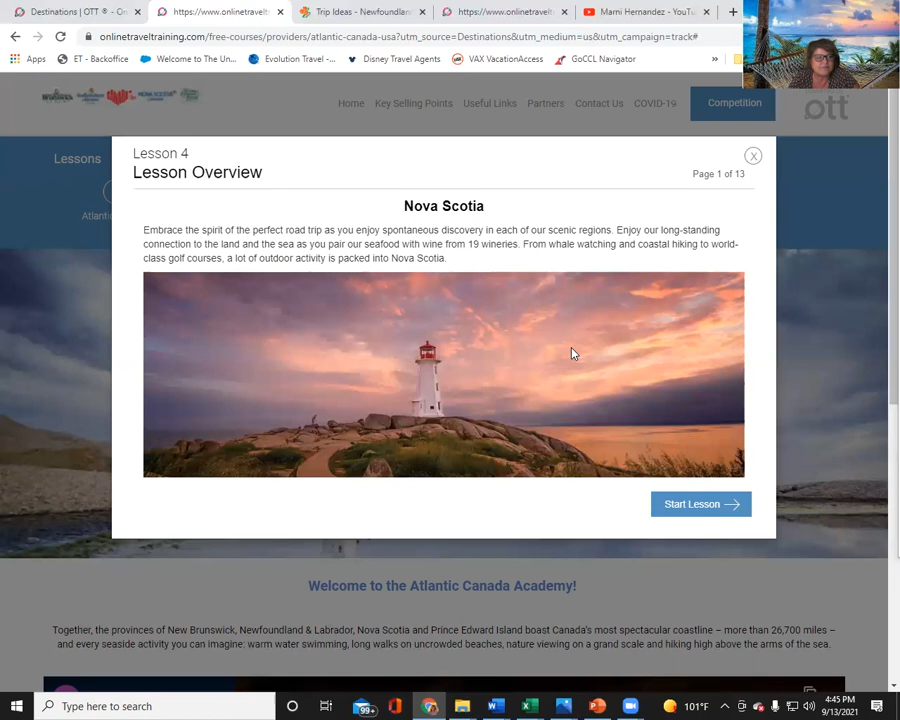 Destinations | OTT ® - On
https://www.onlinetravelt
Trip Ideas - Newfoundlan
https://www.onlinetravelt
Marni Hernandez - YouTu
onlinetraveltraining.com/free-courses/providers/atlantic-canada-usa?utm_source=Destinations&utm_medium=us&utm_campaign=track#
Apps
ET - Backoffice
Welcome to The Un...
Evolution Travel -...
Disney Travel Agents
VAX VacationAccess
GoCCL Navigator
»
Home
Key Selling Points
Useful Links
Partners
Contact Us
COVID-19
Competition
ott
Lessons
Atlantic
Lesson 4
Lesson Overview
Page 1 of 13
Nova Scotia
Embrace the spirit of the perfect road trip as you enjoy spontaneous discovery in each of our scenic regions. Enjoy our long-standing
connection to the land and the sea as you pair our seafood with wine from 19 wineries. From whale watching and coastal hiking to world-
class golf courses, a lot of outdoor activity is packed into Nova Scotia.
Start Lesson
Welcome to the Atlantic Canada Academy!
Together, the provinces of New Brunswick, Newfoundland & Labrador, Nova Scotia and Prince Edward Island boast Canada's most spectacular coastline – more than 26,700 miles –
and every seaside activity you can imagine: warm water swimming, long walks on uncrowded beaches, nature viewing on a grand scale and hiking high above the arms of the sea.
Type here to search
99+
101°F
4:45 PM
9/13/2021